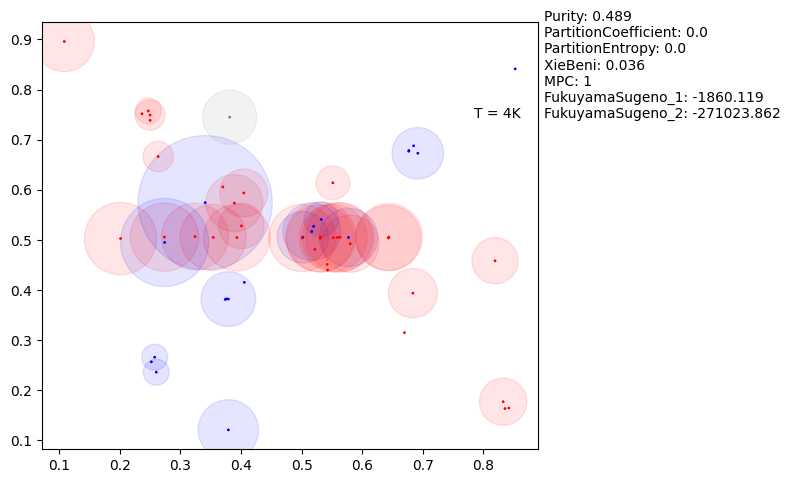 Purity: 0.489
PartitionCoefficient: 0.0
PartitionEntropy: 0.0
XieBeni: 0.036
MPC: 1
FukuyamaSugeno_1: -1860.119
FukuyamaSugeno_2: -271023.862
T = 4K
0.9
0.8
0.7
0.6
0.5
0.4
0.3
0.2
0.1
0.1 0.2 0.3 0.4 0.5 0.6 0.7 0.8